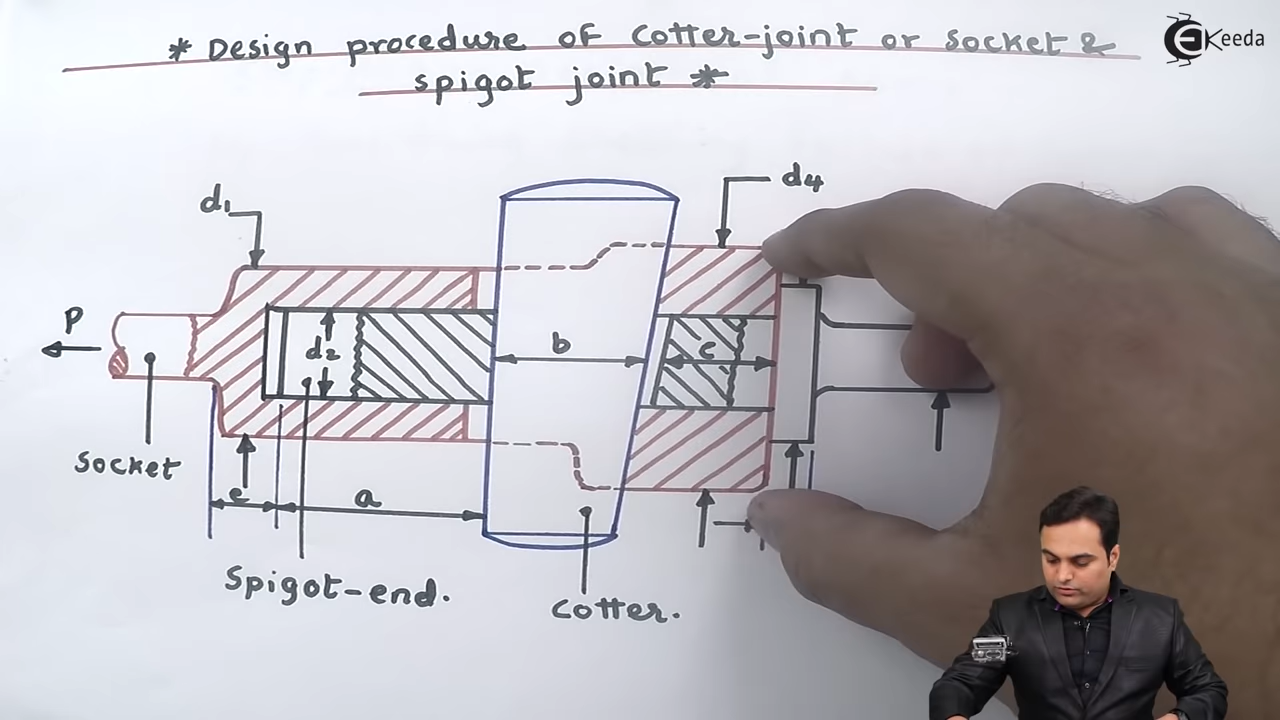 * Design procedure of Cotter-joint or Socket &
spigot joint *
EKeeda
d₁
d₄
P
d₂
b
c
Socket
e
a
Spigot-end.
Cotter.